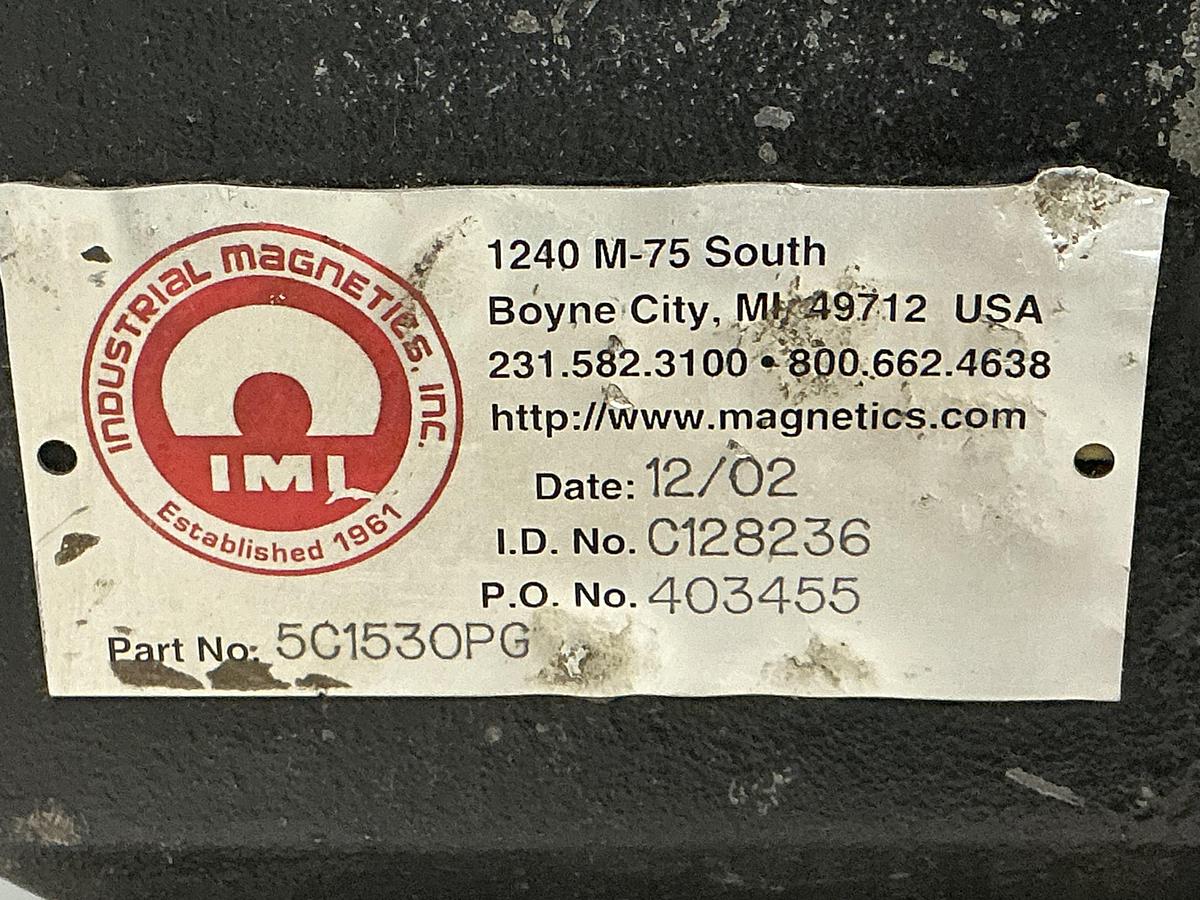 INDUSTRIAL MAGNETICS, INC.
IMI
Established 1961
1240 M-75 South
Boyne City, MI, 49712 USA
231.582.3100 • 800.662.4638
http://www.magnetics.com
Date: 12/02
I.D. No. C128236
P.O. No. 403455
Part No: 5C1530PG